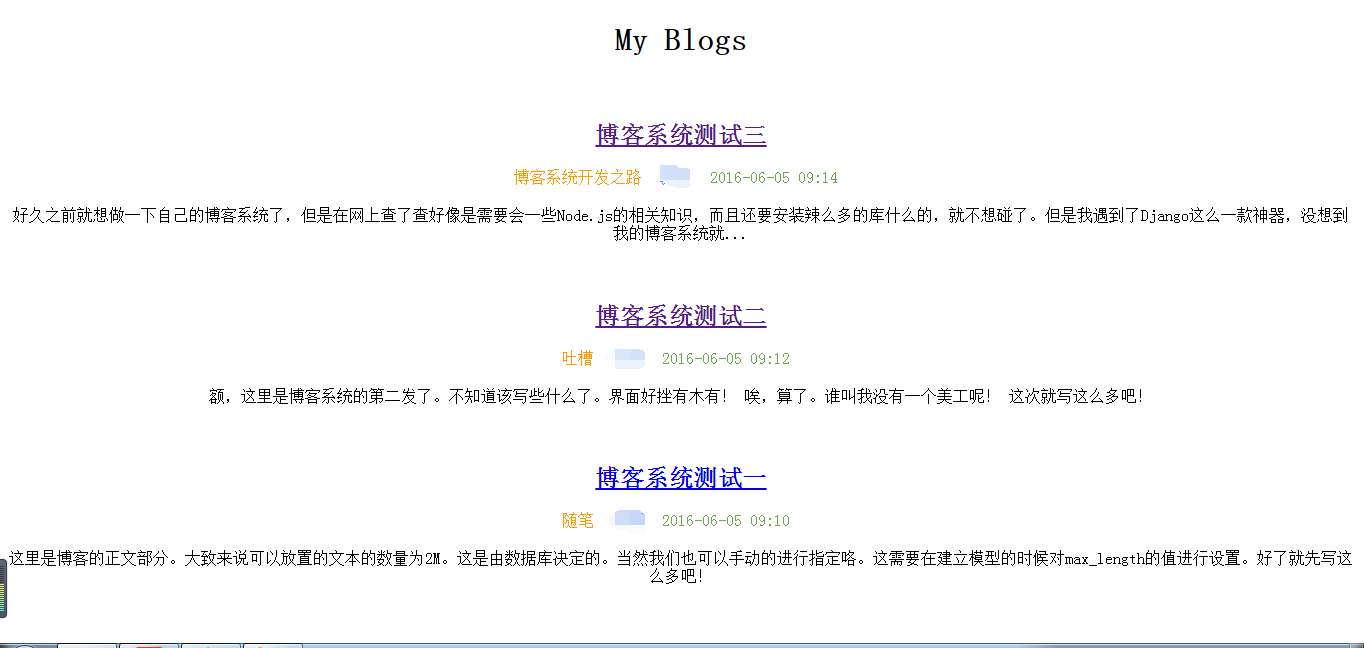 My Blogs
博客系统测试三
博客系统开发之路 2016-06-05 09:14
好久之前就想做一下自己的博客系统了，但是在网上查了查好像是需要会一些Node.js的相关知识，而且还要安装辣么多的库什么的，就不想碰了。但是我遇到了Django这么一款神器，没想到
我的博客系统就...
博客系统测试二
吐槽 2016-06-05 09:12
额，这里是博客系统的第二发了。不知道该写些什么了。界面好挫有木有！ 唉，算了。谁叫我没有一个美工呢！ 这次就写这么多吧！
博客系统测试一
随笔 2016-06-05 09:10
这里是博客的正文部分。大致来说可以放置的文本的数量为2M。这是由数据库决定的。当然我们也可以手动的进行指定咯。这需要在建立模型的时候对max_length的值进行设置。好了就先写这
么多吧！